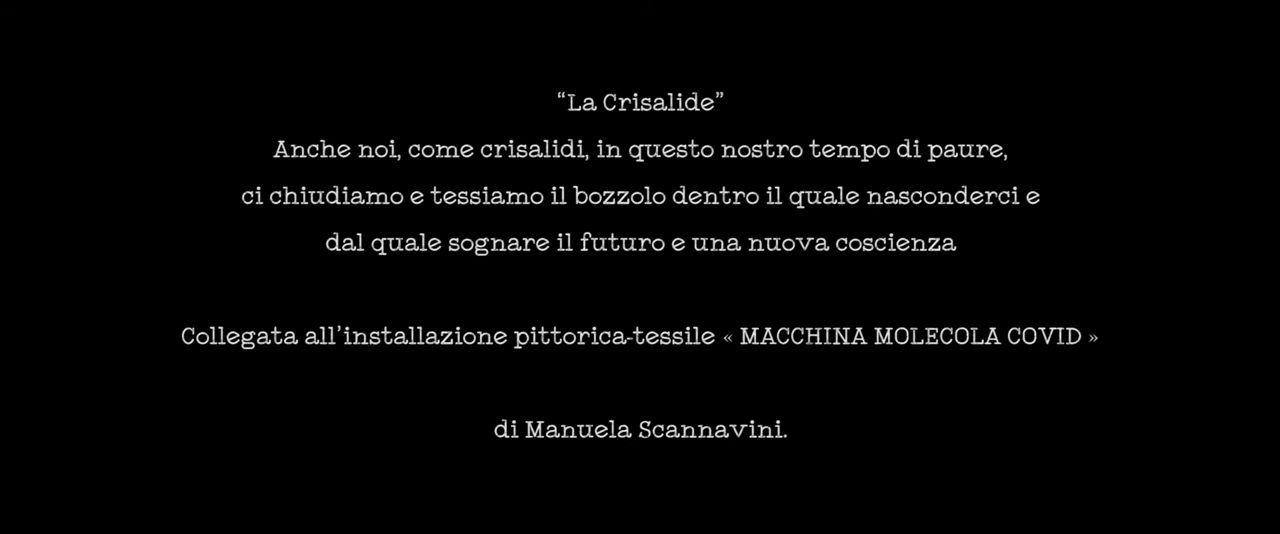 “La Crisalide”
Anche noi, come crisalidi, in questo nostro tempo di paure,
ci chiudiamo e tessiamo il bozzolo dentro il quale nasconderci e
dal quale sognare il futuro e una nuova coscienza
Collegata all’installazione pittorica-tessile « MACCHINA MOLECOLA COVID »
di Manuela Scannavini.